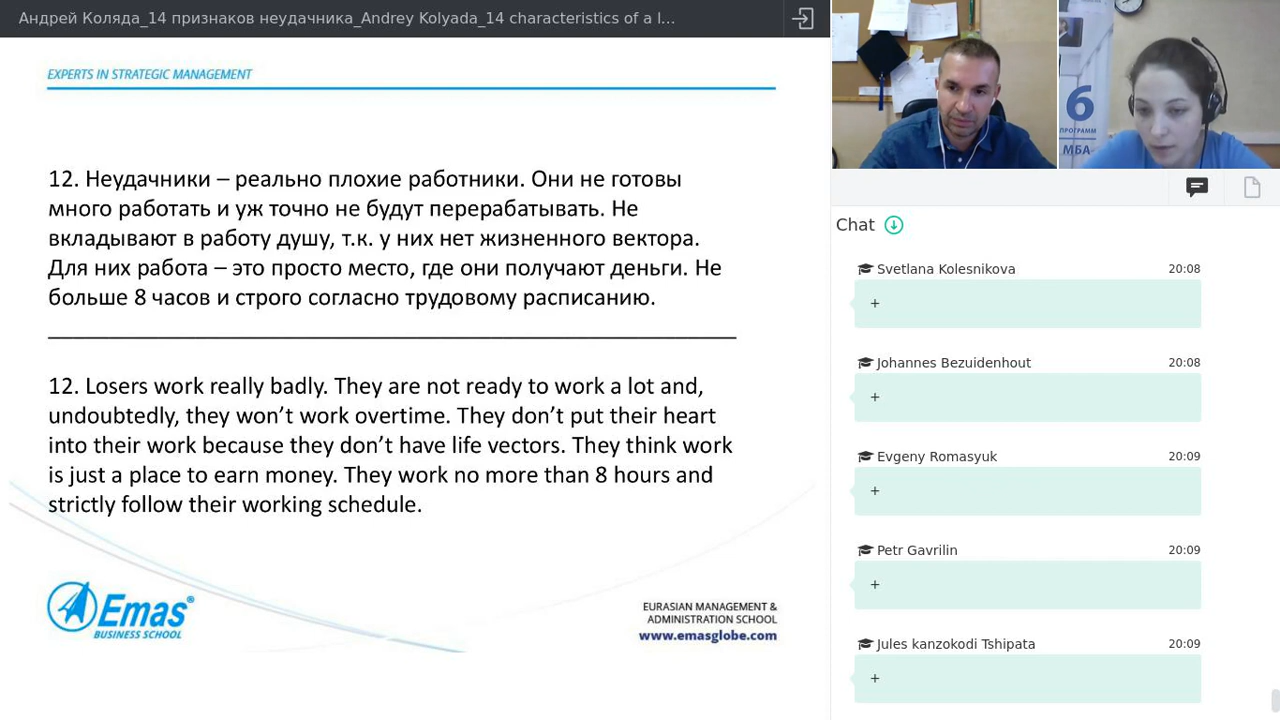 Андрей Коляда_14 признаков неудачника_Andrey Kolyada_14 characteristics of a l...
EXPERTS IN STRATEGIC MANAGEMENT
12. Неудачники – реально плохие работники. Они не готовы
много работать и уж точно не будут перерабатывать. Не
вкладывают в работу душу, т.к. у них нет жизненного вектора.
Для них работа – это просто место, где они получают деньги. Не
больше 8 часов и строго согласно трудовому расписанию.
12. Losers work really badly. They are not ready to work a lot and,
undoubtedly, they won’t work overtime. They don’t put their heart
into their work because they don’t have life vectors. They think work
is just a place to earn money. They work no more than 8 hours and
strictly follow their working schedule.
Emas®
BUSINESS SCHOOL
EURASIAN MANAGEMENT &
ADMINISTRATION SCHOOL
www.emasglobe.com
6
ПРОГРАММ
МБА
Chat
Svetlana Kolesnikova 20:08
+
Johannes Bezuidenhout 20:08
+
Evgeny Romasyuk 20:09
+
Petr Gavrilin 20:09
+
Jules kanzokodi Tshipata 20:09
+